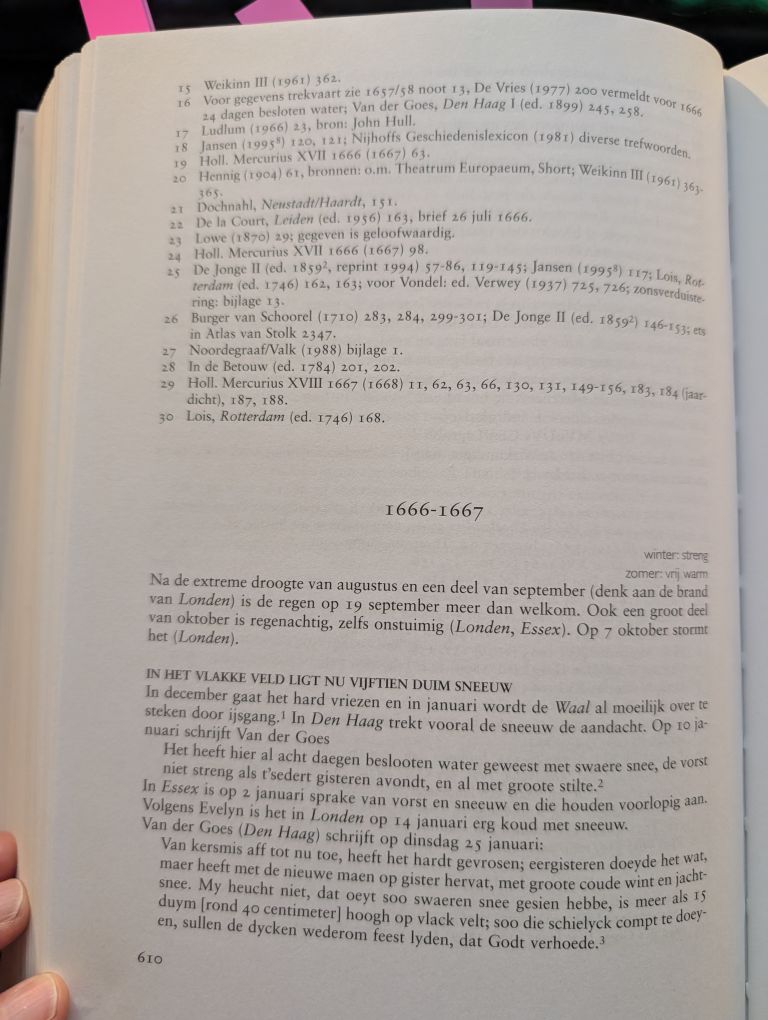 15 Weikinn III (1961) 362.
16 Voor gegevens trekvaart zie 1657/58 noot 13, De Vries (1977) 200 vermeldt voor 1666
24 dagen besloten water; Van der Goes, Den Haag I (ed. 1899) 245, 258.
17 Ludlum (1966) 23, bron: John Hull.
18 Jansen (1995⁸) 120, 121; Nijhoffs Geschiedenislexicon (1981) diverse trefwoorden.
19 Holl. Mercurius XVII 1666 (1667) 63.
20 Hennig (1904) 61, bronnen: o.m. Theatrum Europaeum, Short; Weikinn III (1961) 363-
365.
21 Dochnahl, Neustadt/Haardt, 151.
22 De la Court, Leiden (ed. 1956) 163, brief 26 juli 1666.
23 Lowe (1870) 29; gegeven is geloofwaardig.
24 Holl. Mercurius XVII 1666 (1667) 98.
25 De Jonge II (ed. 1859², reprint 1994) 57-86, 119-145; Jansen (1995⁸) 117; Lois, Rot-
terdam (ed. 1746) 162, 163; voor Vondel: ed. Verwey (1937) 725, 726; zonsverduiste-
ring: bijlage 13.
26 Burger van Schoorel (1710) 283, 284, 299-301; De Jonge II (ed. 1859²) 146-153; ets
in Atlas van Stolk 2347.
27 Noordegraaf/Valk (1988) bijlage 1.
28 In de Betouw (ed. 1784) 201, 202.
29 Holl. Mercurius XVIII 1667 (1668) 11, 62, 63, 66, 130, 131, 149-156, 183, 184 (jaar-
dicht), 187, 188.
30 Lois, Rotterdam (ed. 1746) 168.
1666-1667
winter: streng
zomer: vrij warm
Na de extreme droogte van augustus en een deel van september (denk aan de brand
van Londen) is de regen op 19 september meer dan welkom. Ook een groot deel
van oktober is regenachtig, zelfs onstuimig (Londen, Essex). Op 7 oktober stormt
het (Londen).
IN HET VLAKKE VELD LIGT NU VIJFTIEN DUIM SNEEUW
In december gaat het hard vriezen en in januari wordt de Waal al moeilijk over te
steken door ijsgang.¹ In Den Haag trekt vooral de sneeuw de aandacht. Op 10 ja-
nuari schrijft Van der Goes
Het heeft hier al acht daegen beslooten water geweest met swaere snee, de vorst
niet streng als t'sedert gisteren avondt, en al met groote stilte.²
In Essex is op 2 januari sprake van vorst en sneeuw en die houden voorlopig aan.
Volgens Evelyn is het in Londen op 14 januari erg koud met sneeuw.
Van der Goes (Den Haag) schrijft op dinsdag 25 januari:
Van kersmis aff tot nu toe, heeft het hardt gevrosen; eergisteren doeyde het wat,
maer heeft met de nieuwe maen op gister hervat, met groote coude wint en jacht-
snee. My heucht niet, dat oeyt soo swaeren snee gesien hebbe, is meer als 15
duym [rond 40 centimeter] hoogh op vlack velt; soo die schielyck compt te doey-
en, sullen de dycken wederom feest lyden, dat Godt verhoede.³
610